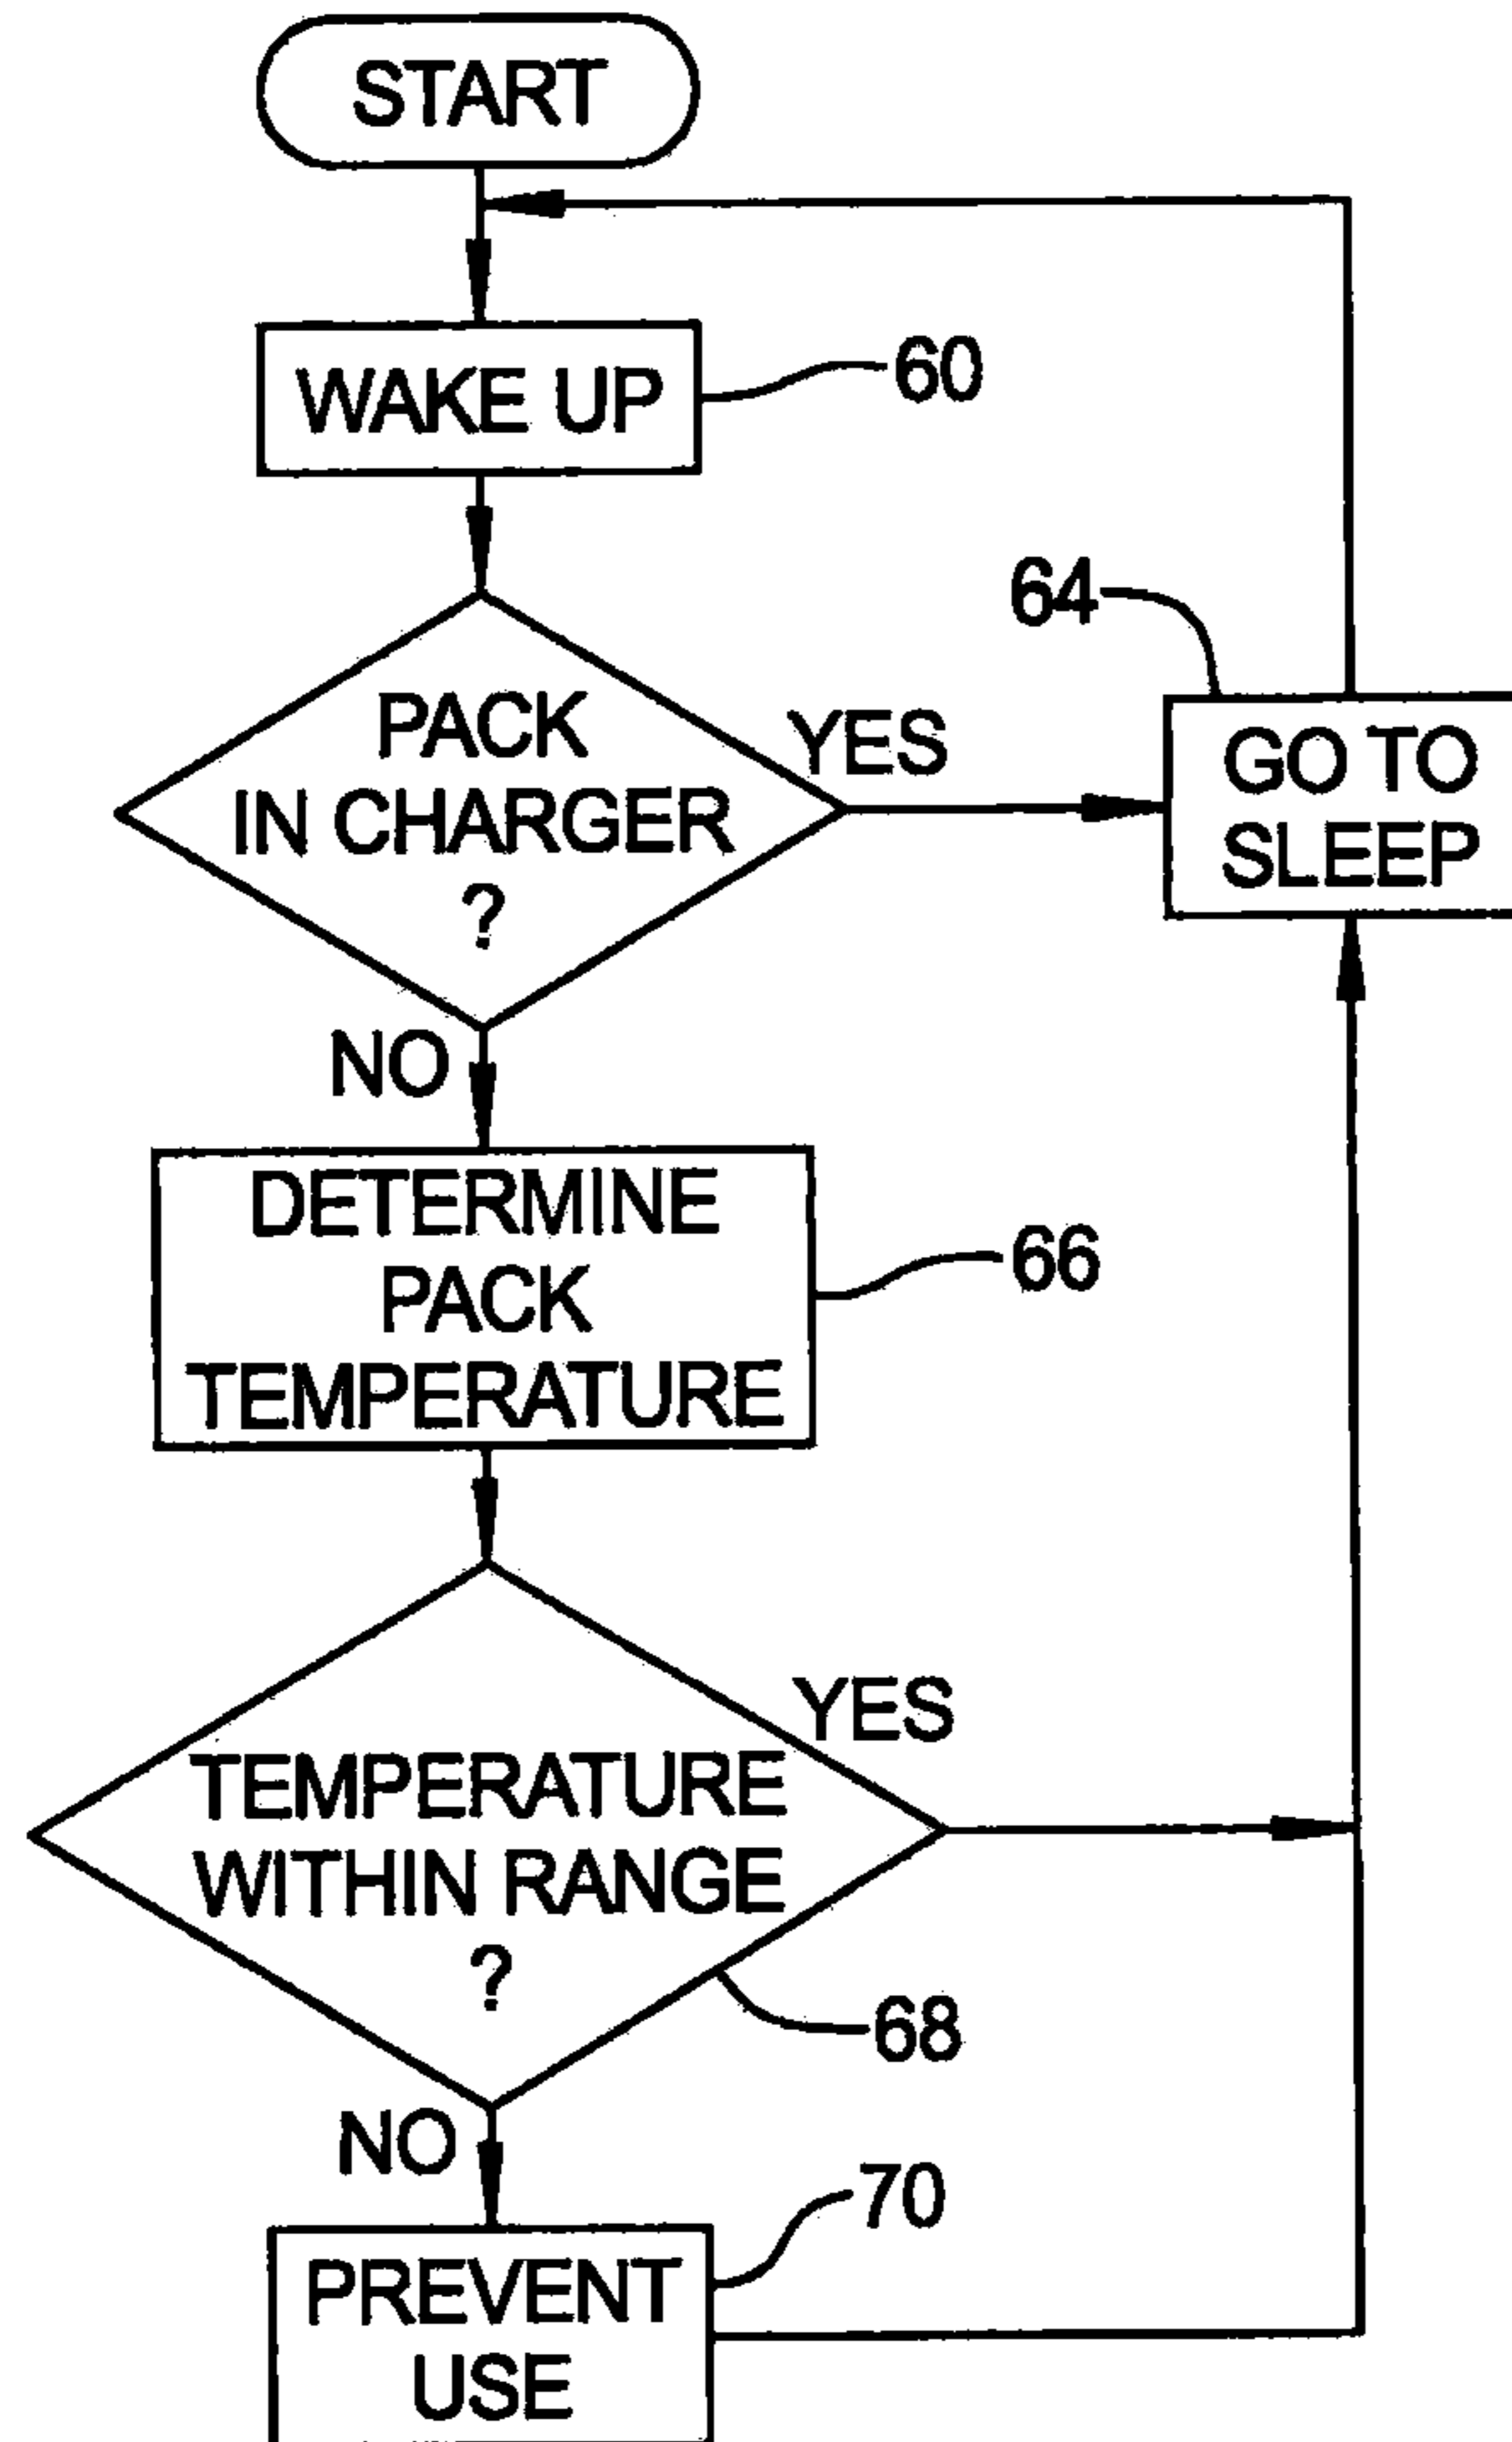 START
WAKE UP
60
64
PACK
IN CHARGER
?
YES
GO TO
SLEEP
NO
DETERMINE
PACK
TEMPERATURE
66
YES
TEMPERATURE
WITHIN RANGE
?
68
NO
70
PREVENT
USE